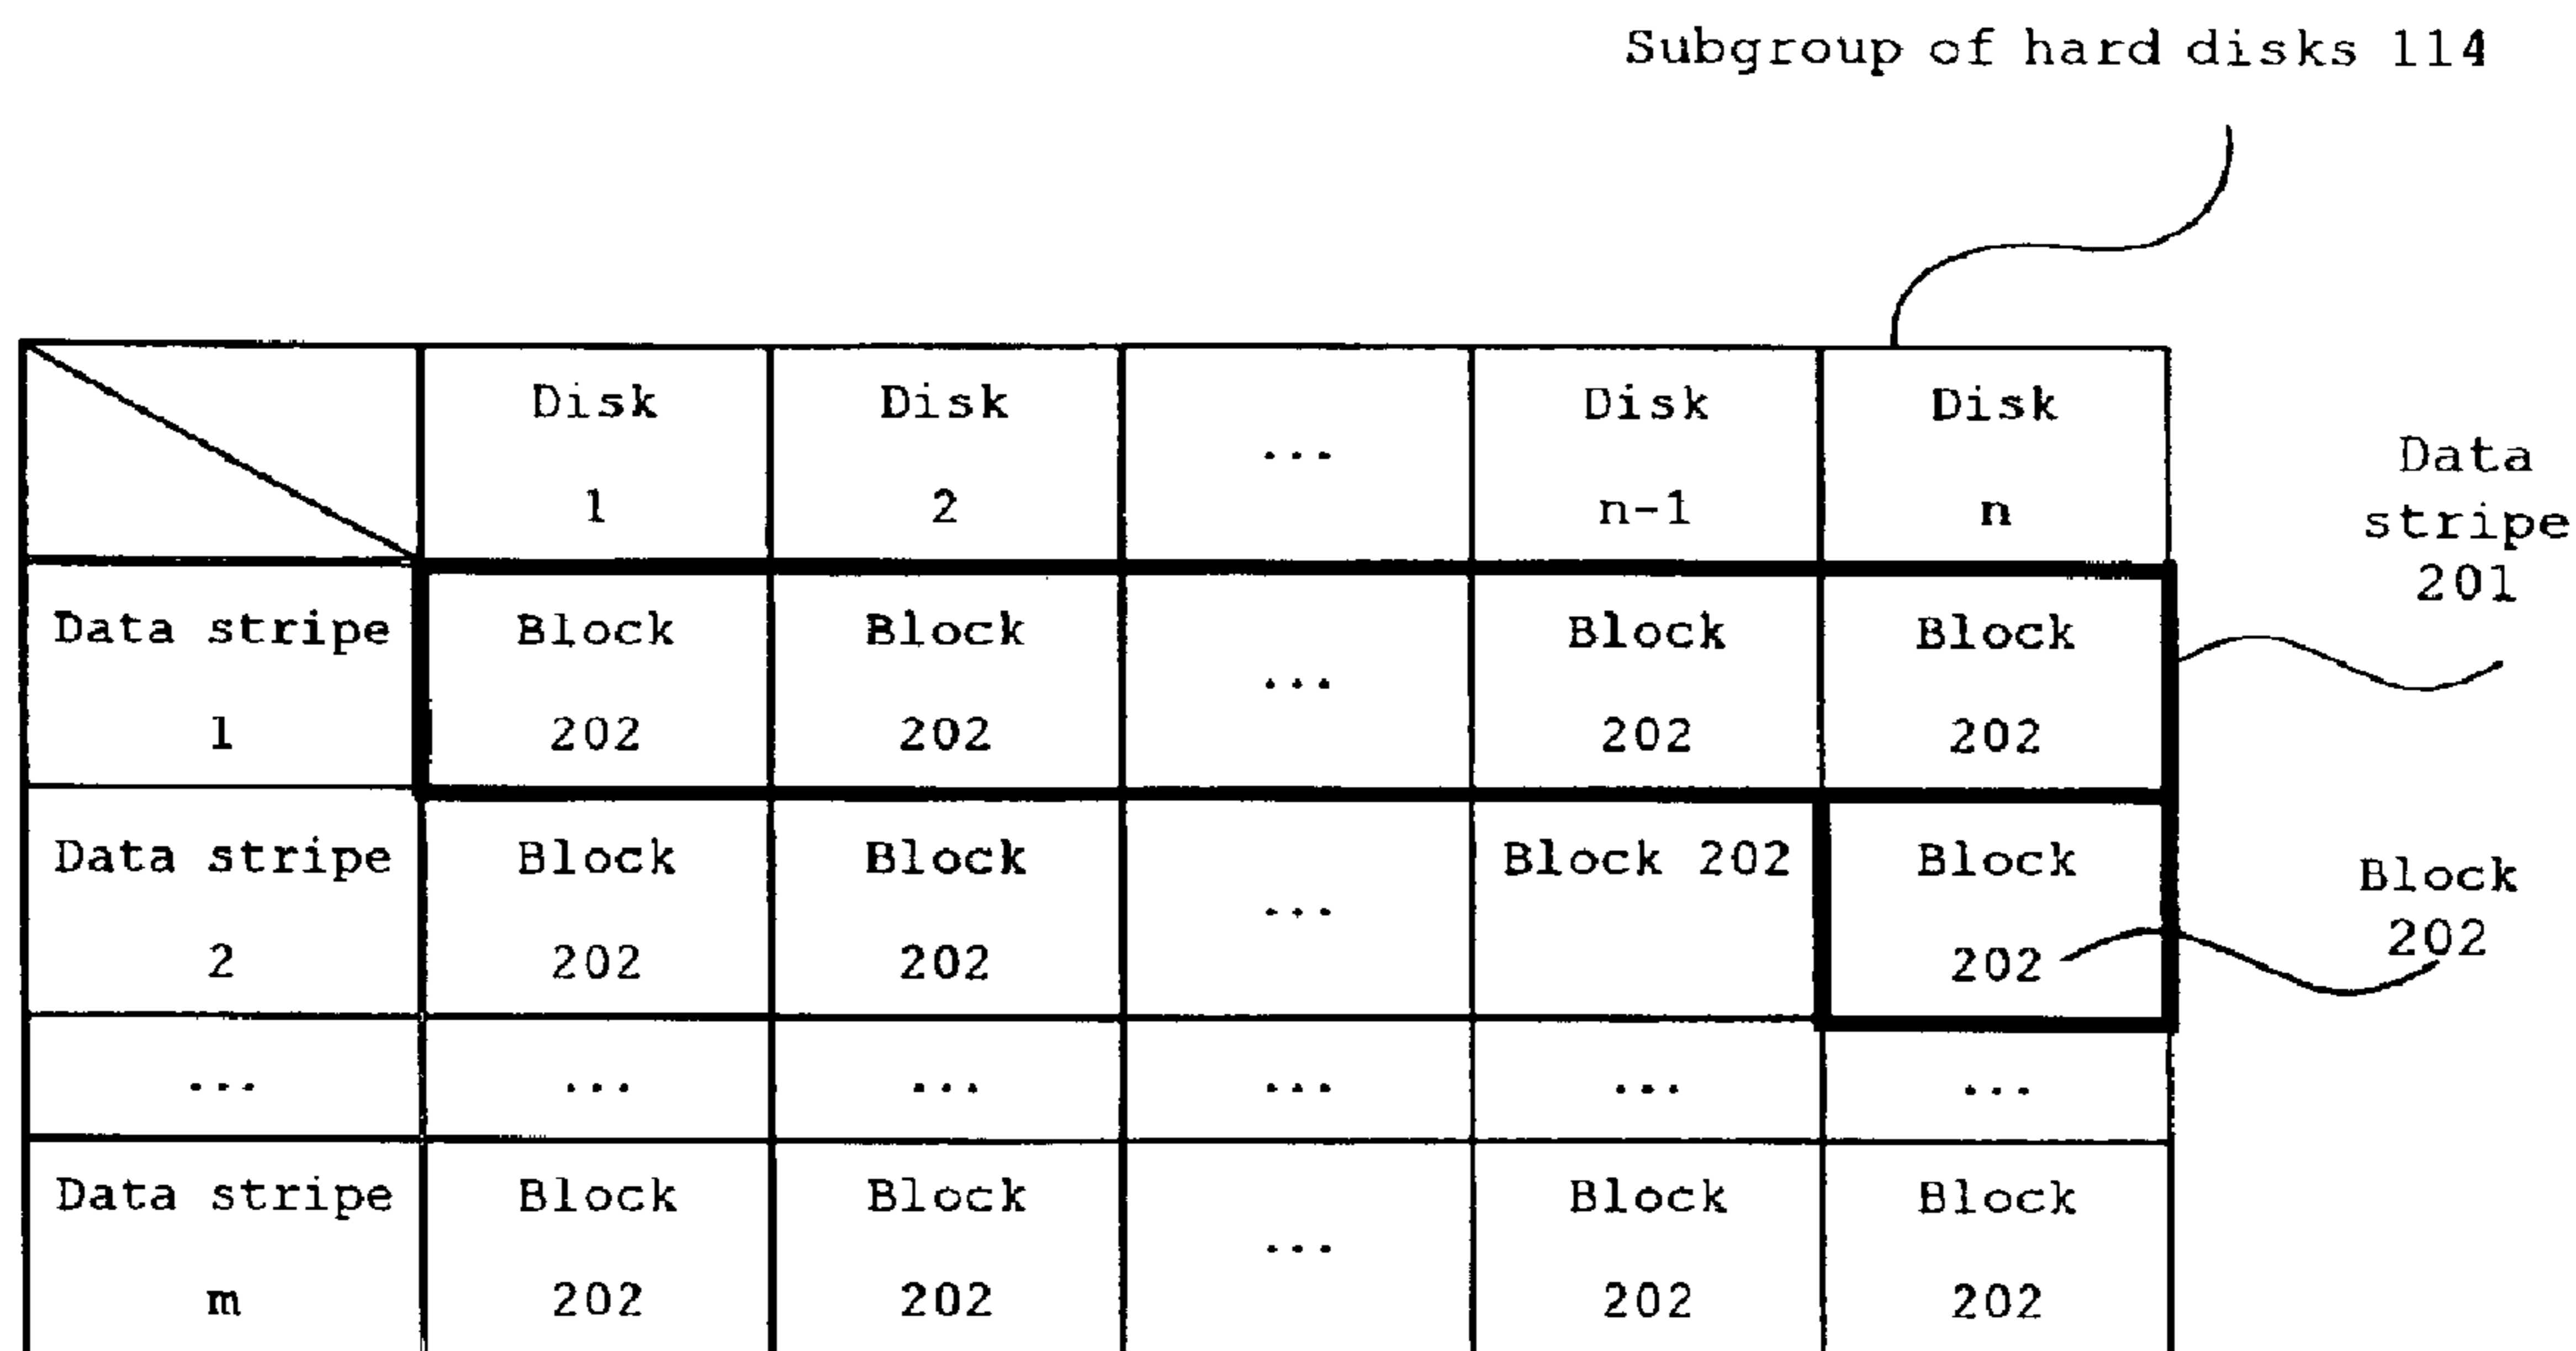 Subgroup of hard disks 114
Disk 1
Disk 2
...
Disk n-1
Disk n
Data
stripe
201
Data stripe 1
Block 202
Block 202
...
Block 202
Block 202
Data stripe 2
Block 202
Block 202
...
Block 202
Block 202
Block
202
...
...
...
...
...
...
Data stripe m
Block 202
Block 202
...
Block 202
Block 202